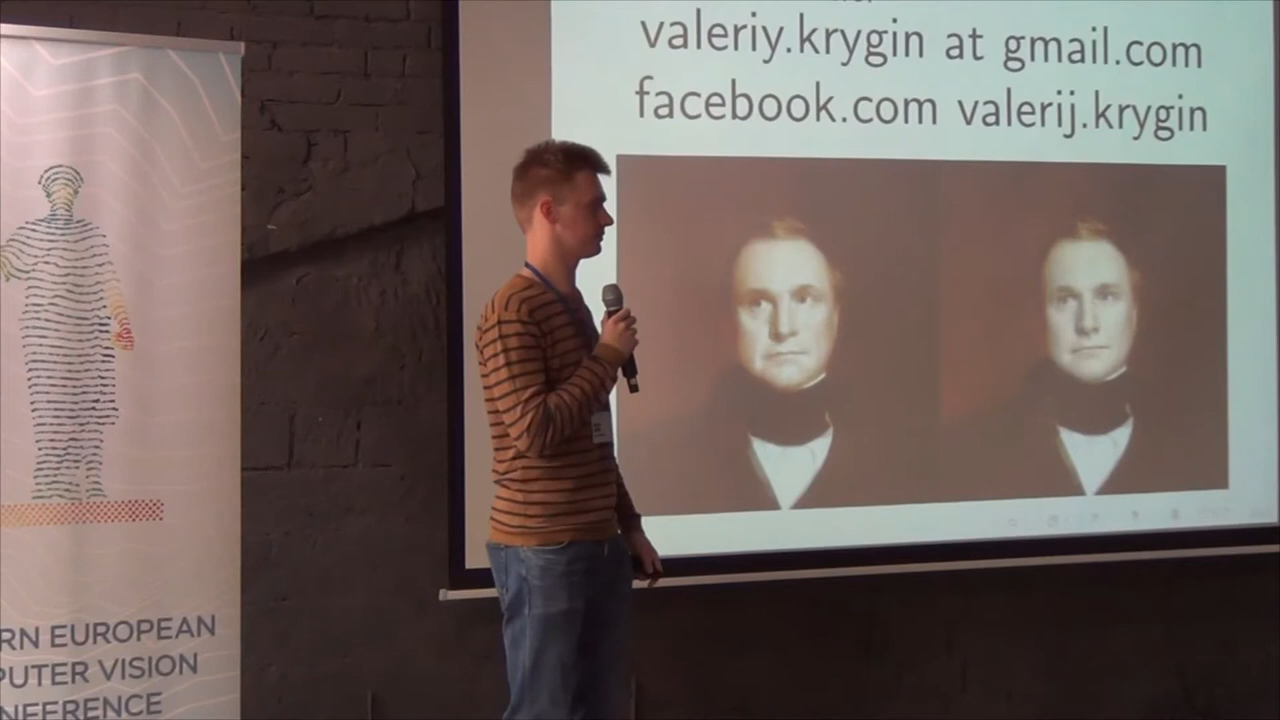 valeriy.krygin at gmail.com
facebook.com valerij.krygin
RN EUROPEAN
PUTER VISION
NFERENCE